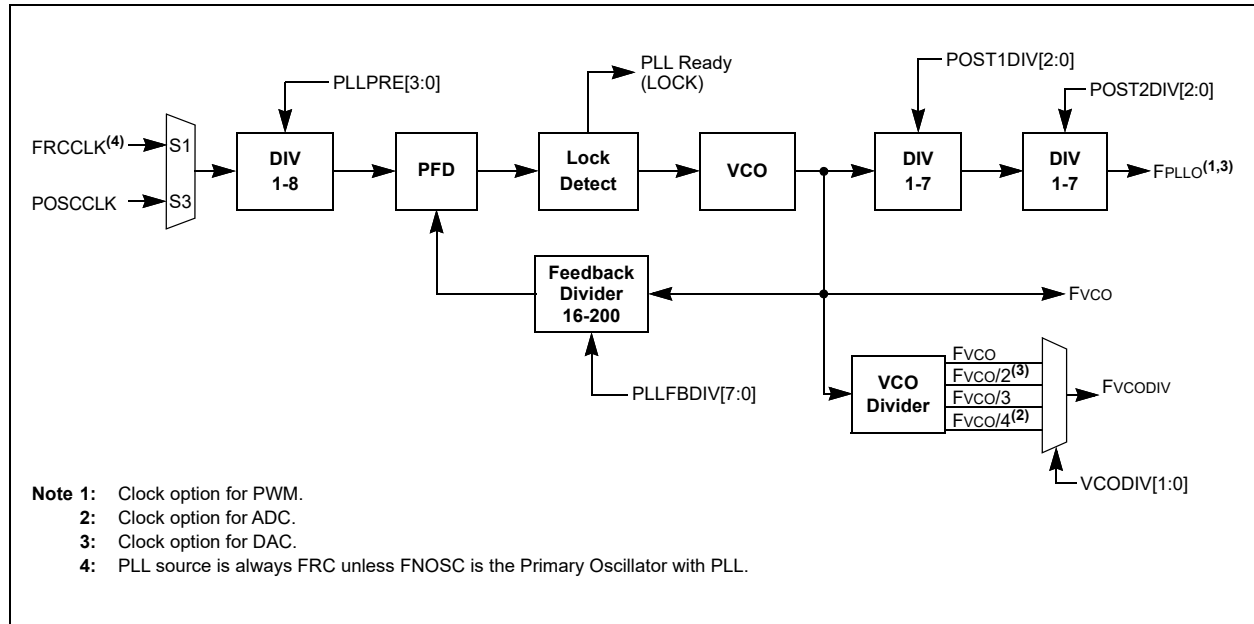 PLLPRE[3:0]
PLL Ready
(LOCK)
POST1DIV[2:0]
POST2DIV[2:0]
FRCCLK(4)
S1
POSCCLK
S3
DIV
1-8
PFD
Lock
Detect
VCO
DIV
1-7
DIV
1-7
FPLLO(1,3)
Feedback
Divider
16-200
FVCO
PLLFBDIV[7:0]
VCO
Divider
FVCO
FVCO/2(3)
FVCO/3
FVCO/4(2)
FVCODIV
VCODIV[1:0]
Note 1: Clock option for PWM.
2: Clock option for ADC.
3: Clock option for DAC.
4: PLL source is always FRC unless FNOSC is the Primary Oscillator with PLL.